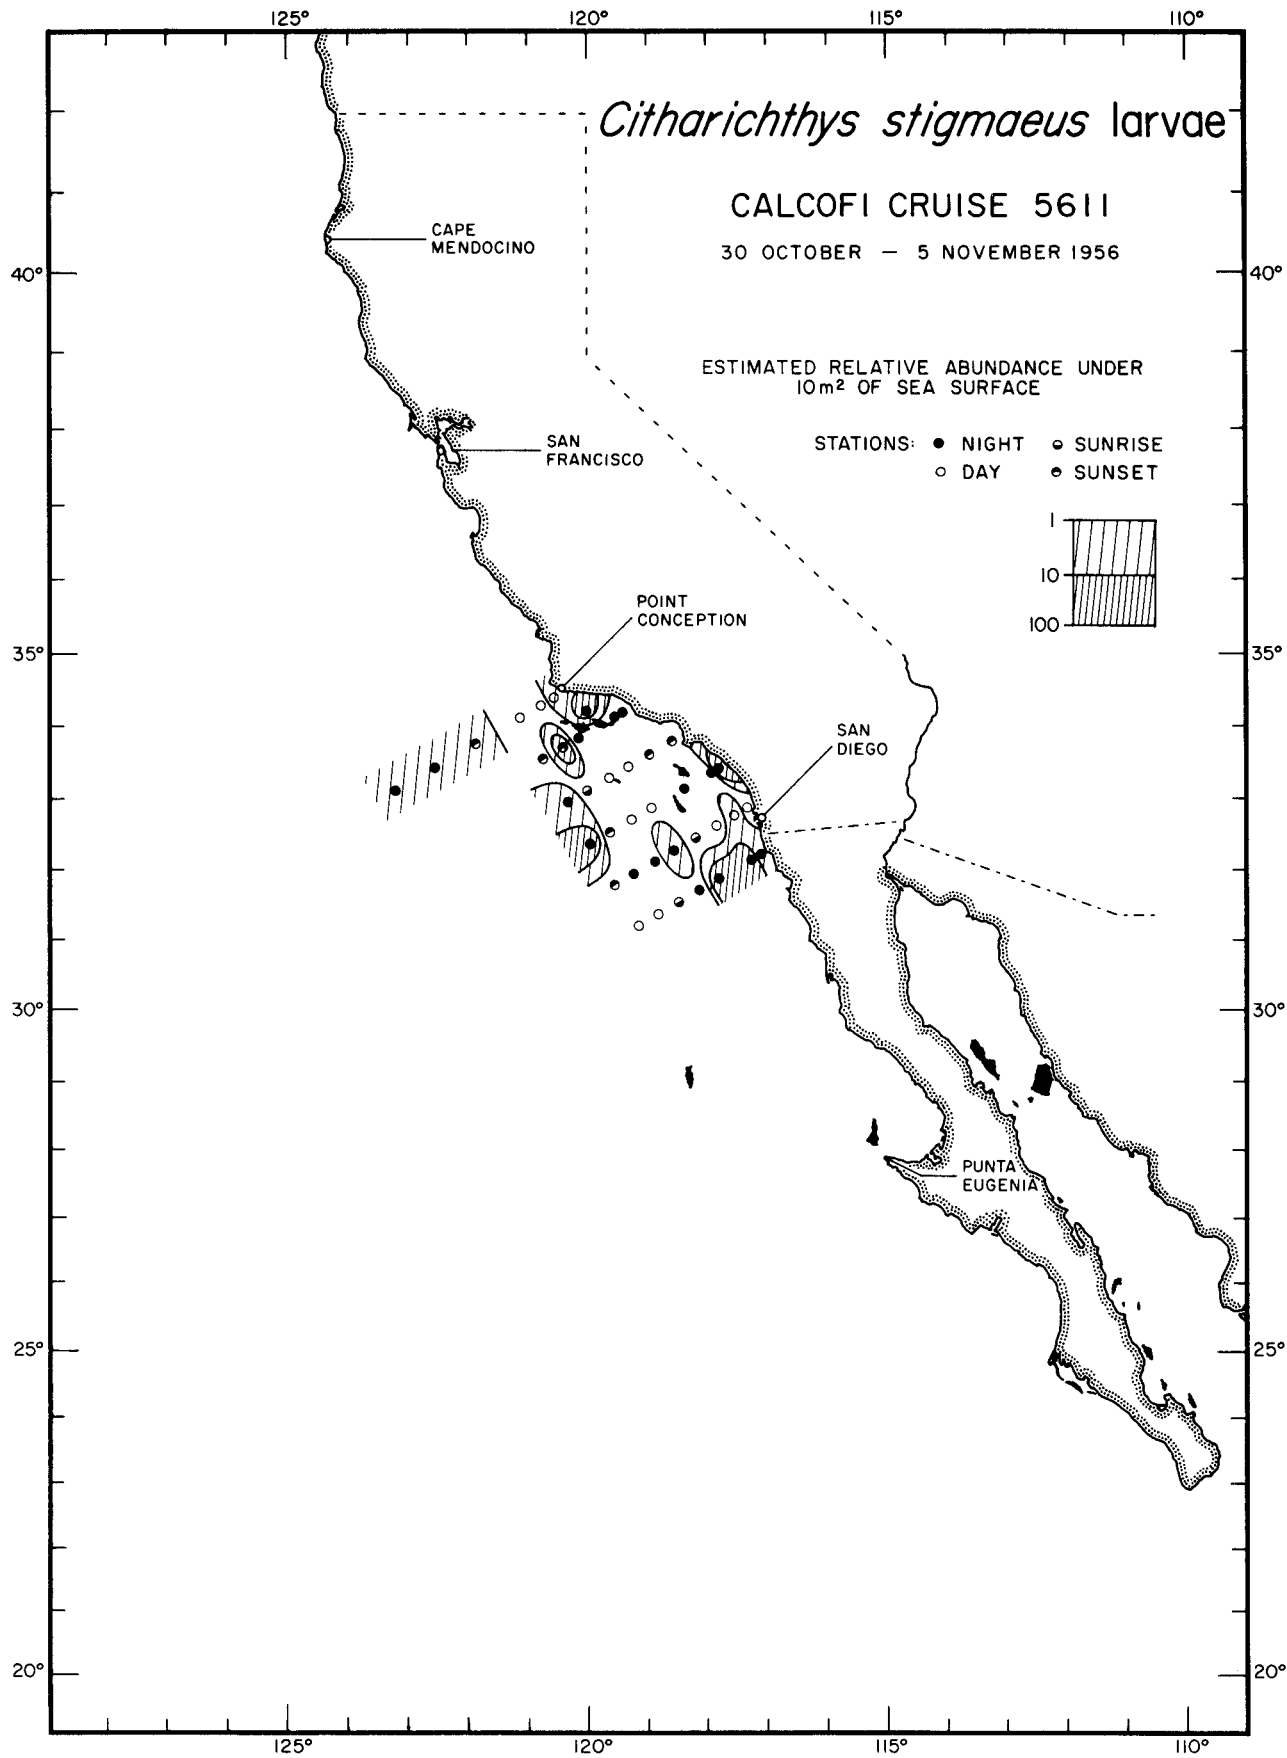 125° 120° 115° 110°
Citharichthys stigmaeus larvae
CALCOFI CRUISE 5611
30 OCTOBER — 5 NOVEMBER 1956
CAPE
MENDOCINO
40° 40°
ESTIMATED RELATIVE ABUNDANCE UNDER
10m² OF SEA SURFACE
STATIONS: ● NIGHT ◒ SUNRISE
○ DAY ◓ SUNSET
SAN
FRANCISCO
1
10
100
POINT
CONCEPTION
35° 35°
SAN
DIEGO
30° 30°
PUNTA
EUGENIA
25° 25°
20° 20°
125° 120° 115° 110°